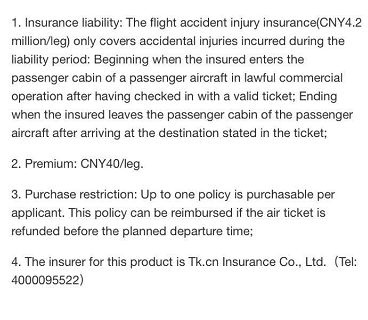 1. Insurance liability: The flight accident injury insurance(CNY4.2
million/leg) only covers accidental injuries incurred during the
liability period: Beginning when the insured enters the
passenger cabin of a passenger aircraft in lawful commercial
operation after having checked in with a valid ticket; Ending
when the insured leaves the passenger cabin of the passenger
aircraft after arriving at the destination stated in the ticket;
2. Premium: CNY40/leg.
3. Purchase restriction: Up to one policy is purchasable per
applicant. This policy can be reimbursed if the air ticket is
refunded before the planned departure time;
4. The insurer for this product is Tk.cn Insurance Co., Ltd.（Tel:
4000095522）